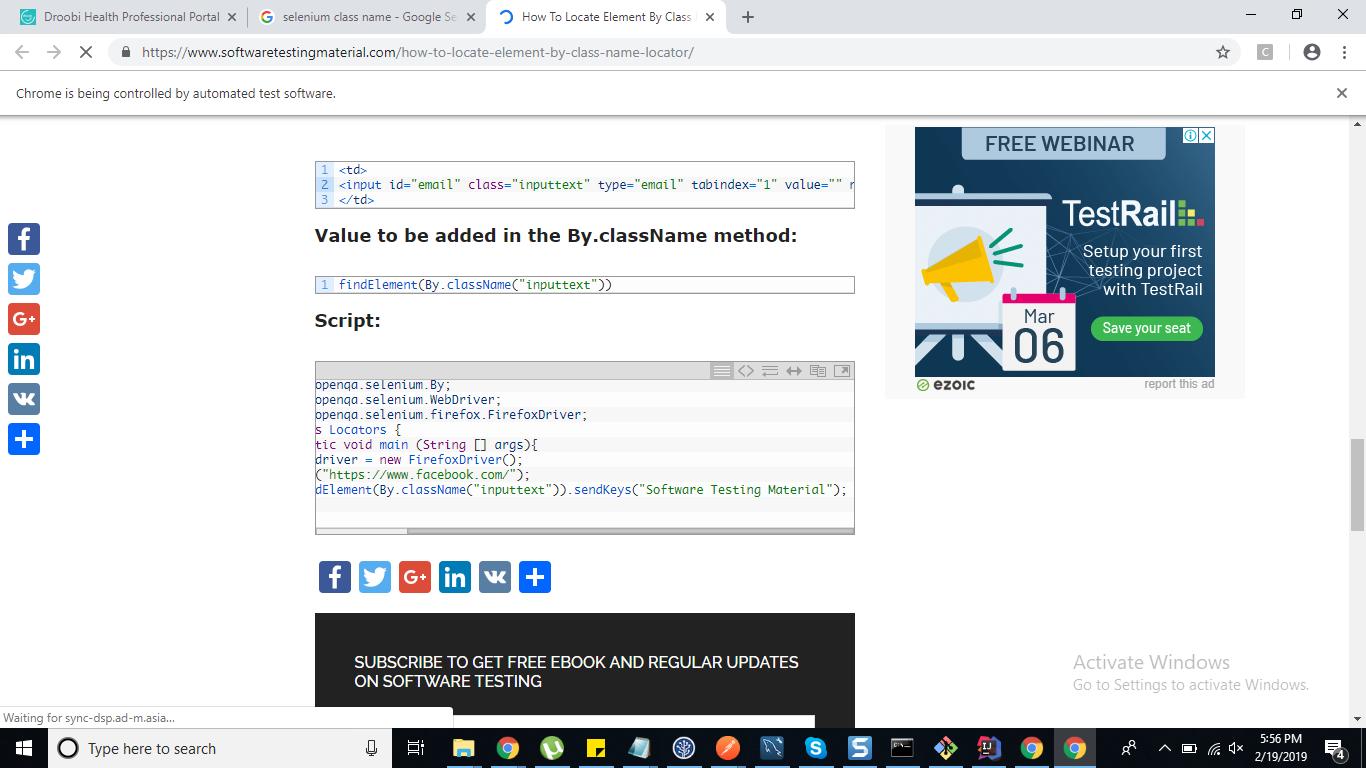 Droobi Health Professional Portal
selenium class name - Google Se
How To Locate Element By Class
https://www.softwaretestingmaterial.com/how-to-locate-element-by-class-name-locator/
C
Chrome is being controlled by automated test software.
1 <td>
2 <input id="email" class="inputtext" type="email" tabindex="1" value="" n
3 </td>
Value to be added in the By.className method:
1 findElement(By.className("inputtext"))
Script:
openqa.selenium.By;
openqa.selenium.WebDriver;
openqa.selenium.firefox.FirefoxDriver;
s Locators {
tic void main (String [] args){
driver = new FirefoxDriver();
("https://www.facebook.com/");
dElement(By.className("inputtext")).sendKeys("Software Testing Material");
SUBSCRIBE TO GET FREE EBOOK AND REGULAR UPDATES
ON SOFTWARE TESTING
FREE WEBINAR
TestRail
Setup your first
testing project
with TestRail
Mar
06
Save your seat
ezoic
report this ad
Activate Windows
Go to Settings to activate Windows.
Waiting for sync-dsp.ad-m.asia...
Type here to search
5:56 PM
2/19/2019
4